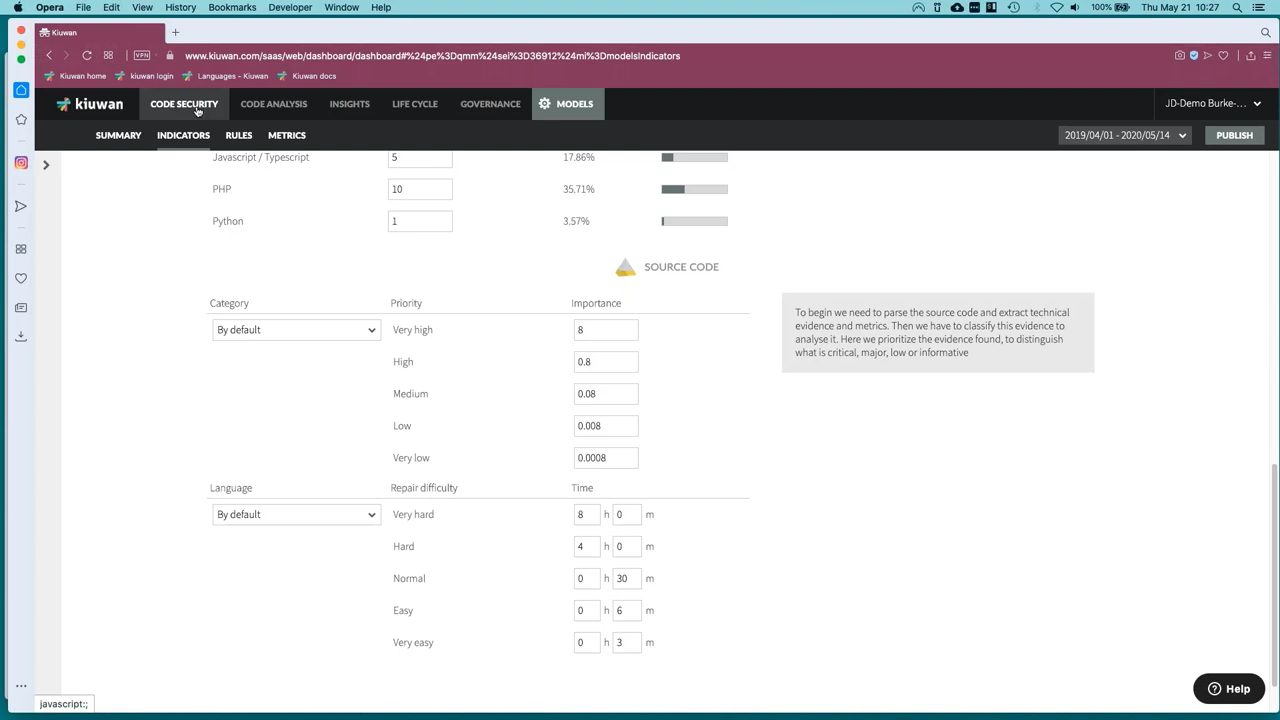 Opera File Edit View History Bookmarks Developer Window Help 100% Thu May 21 10:27
Kiuwan
VPN www.kiuwan.com/saas/web/dashboard/dashboard#%24pe%3Dqmm%24sei%3D36912%24mi%3DmodelsIndicators
Kiuwan home kiuwan login Languages - Kiuwan Kiuwan docs
kiuwan CODE SECURITY CODE ANALYSIS INSIGHTS LIFE CYCLE GOVERNANCE MODELS JD-Demo Burke-...
SUMMARY INDICATORS RULES METRICS 2019/04/01 - 2020/05/14 PUBLISH
Javascript / Typescript 5 17.86%
PHP 10 35.71%
Python 1 3.57%
SOURCE CODE
Category Priority Importance
By default Very high 8
High 0.8
Medium 0.08
Low 0.008
Very low 0.0008
To begin we need to parse the source code and extract technical
evidence and metrics. Then we have to classify this evidence to
analyse it. Here we prioritize the evidence found, to distinguish
what is critical, major, low or informative
Language Repair difficulty Time
By default Very hard 8 h 0 m
Hard 4 h 0 m
Normal 0 h 30 m
Easy 0 h 6 m
Very easy 0 h 3 m
Help
javascript:;